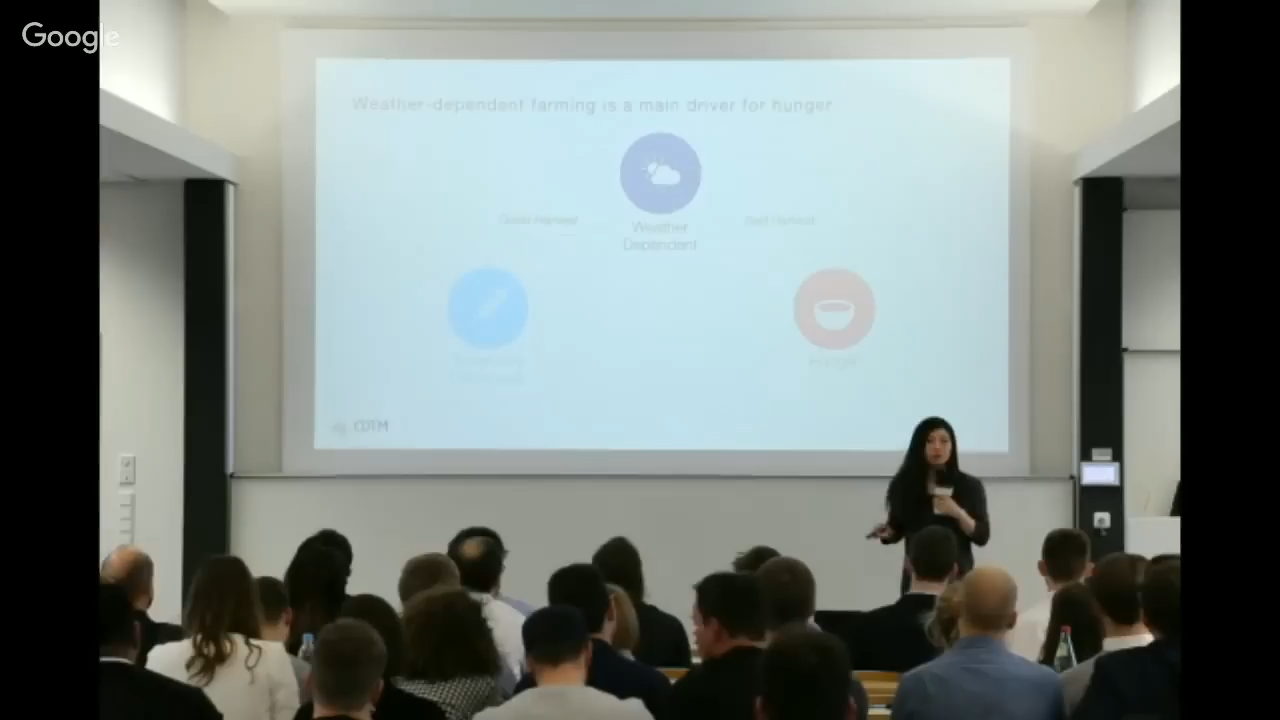 Google
Weather-dependent farming is a main driver for hunger
Good Harvest
Bad Harvest
Weather
Dependent
CDTM